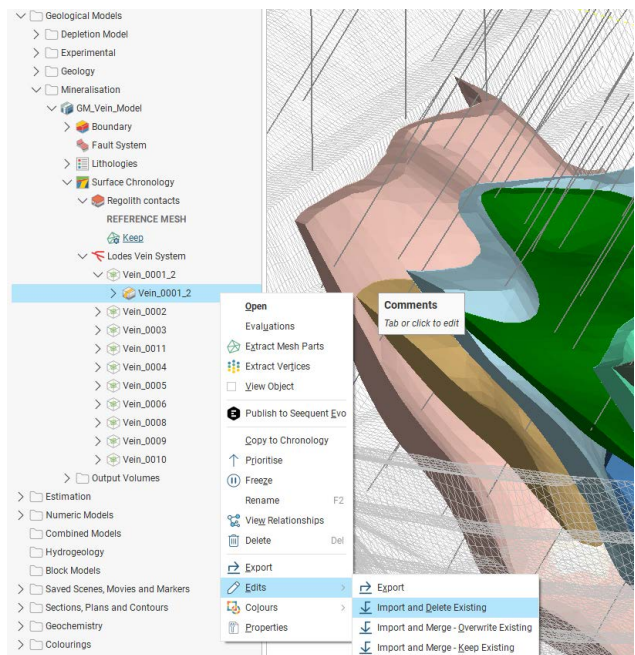 Geological Models
Depletion Model
Experimental
Geology
Mineralisation
GM_Vein_Model
Boundary
Fault System
Lithologies
Surface Chronology
Regolith contacts
REFERENCE MESH
Keep
Lodes Vein System
Vein_0001_2
Vein_0001_2
Vein_0002
Vein_0003
Vein_0011
Vein_0004
Vein_0005
Vein_0006
Vein_0008
Vein_0009
Vein_0010
Output Volumes
Estimation
Numeric Models
Combined Models
Hydrogeology
Block Models
Saved Scenes, Movies and Markers
Sections, Plans and Contours
Geochemistry
Colourings
Open
Evaluations
Extract Mesh Parts
Extract Vertices
View Object
Publish to Seequent Evo
Copy to Chronology
Prioritise
Freeze
Rename F2
View Relationships
Delete Del
Export
Edits
Colours
Properties
Comments
Tab or click to edit
Export
Import and Delete Existing
Import and Merge - Overwrite Existing
Import and Merge - Keep Existing